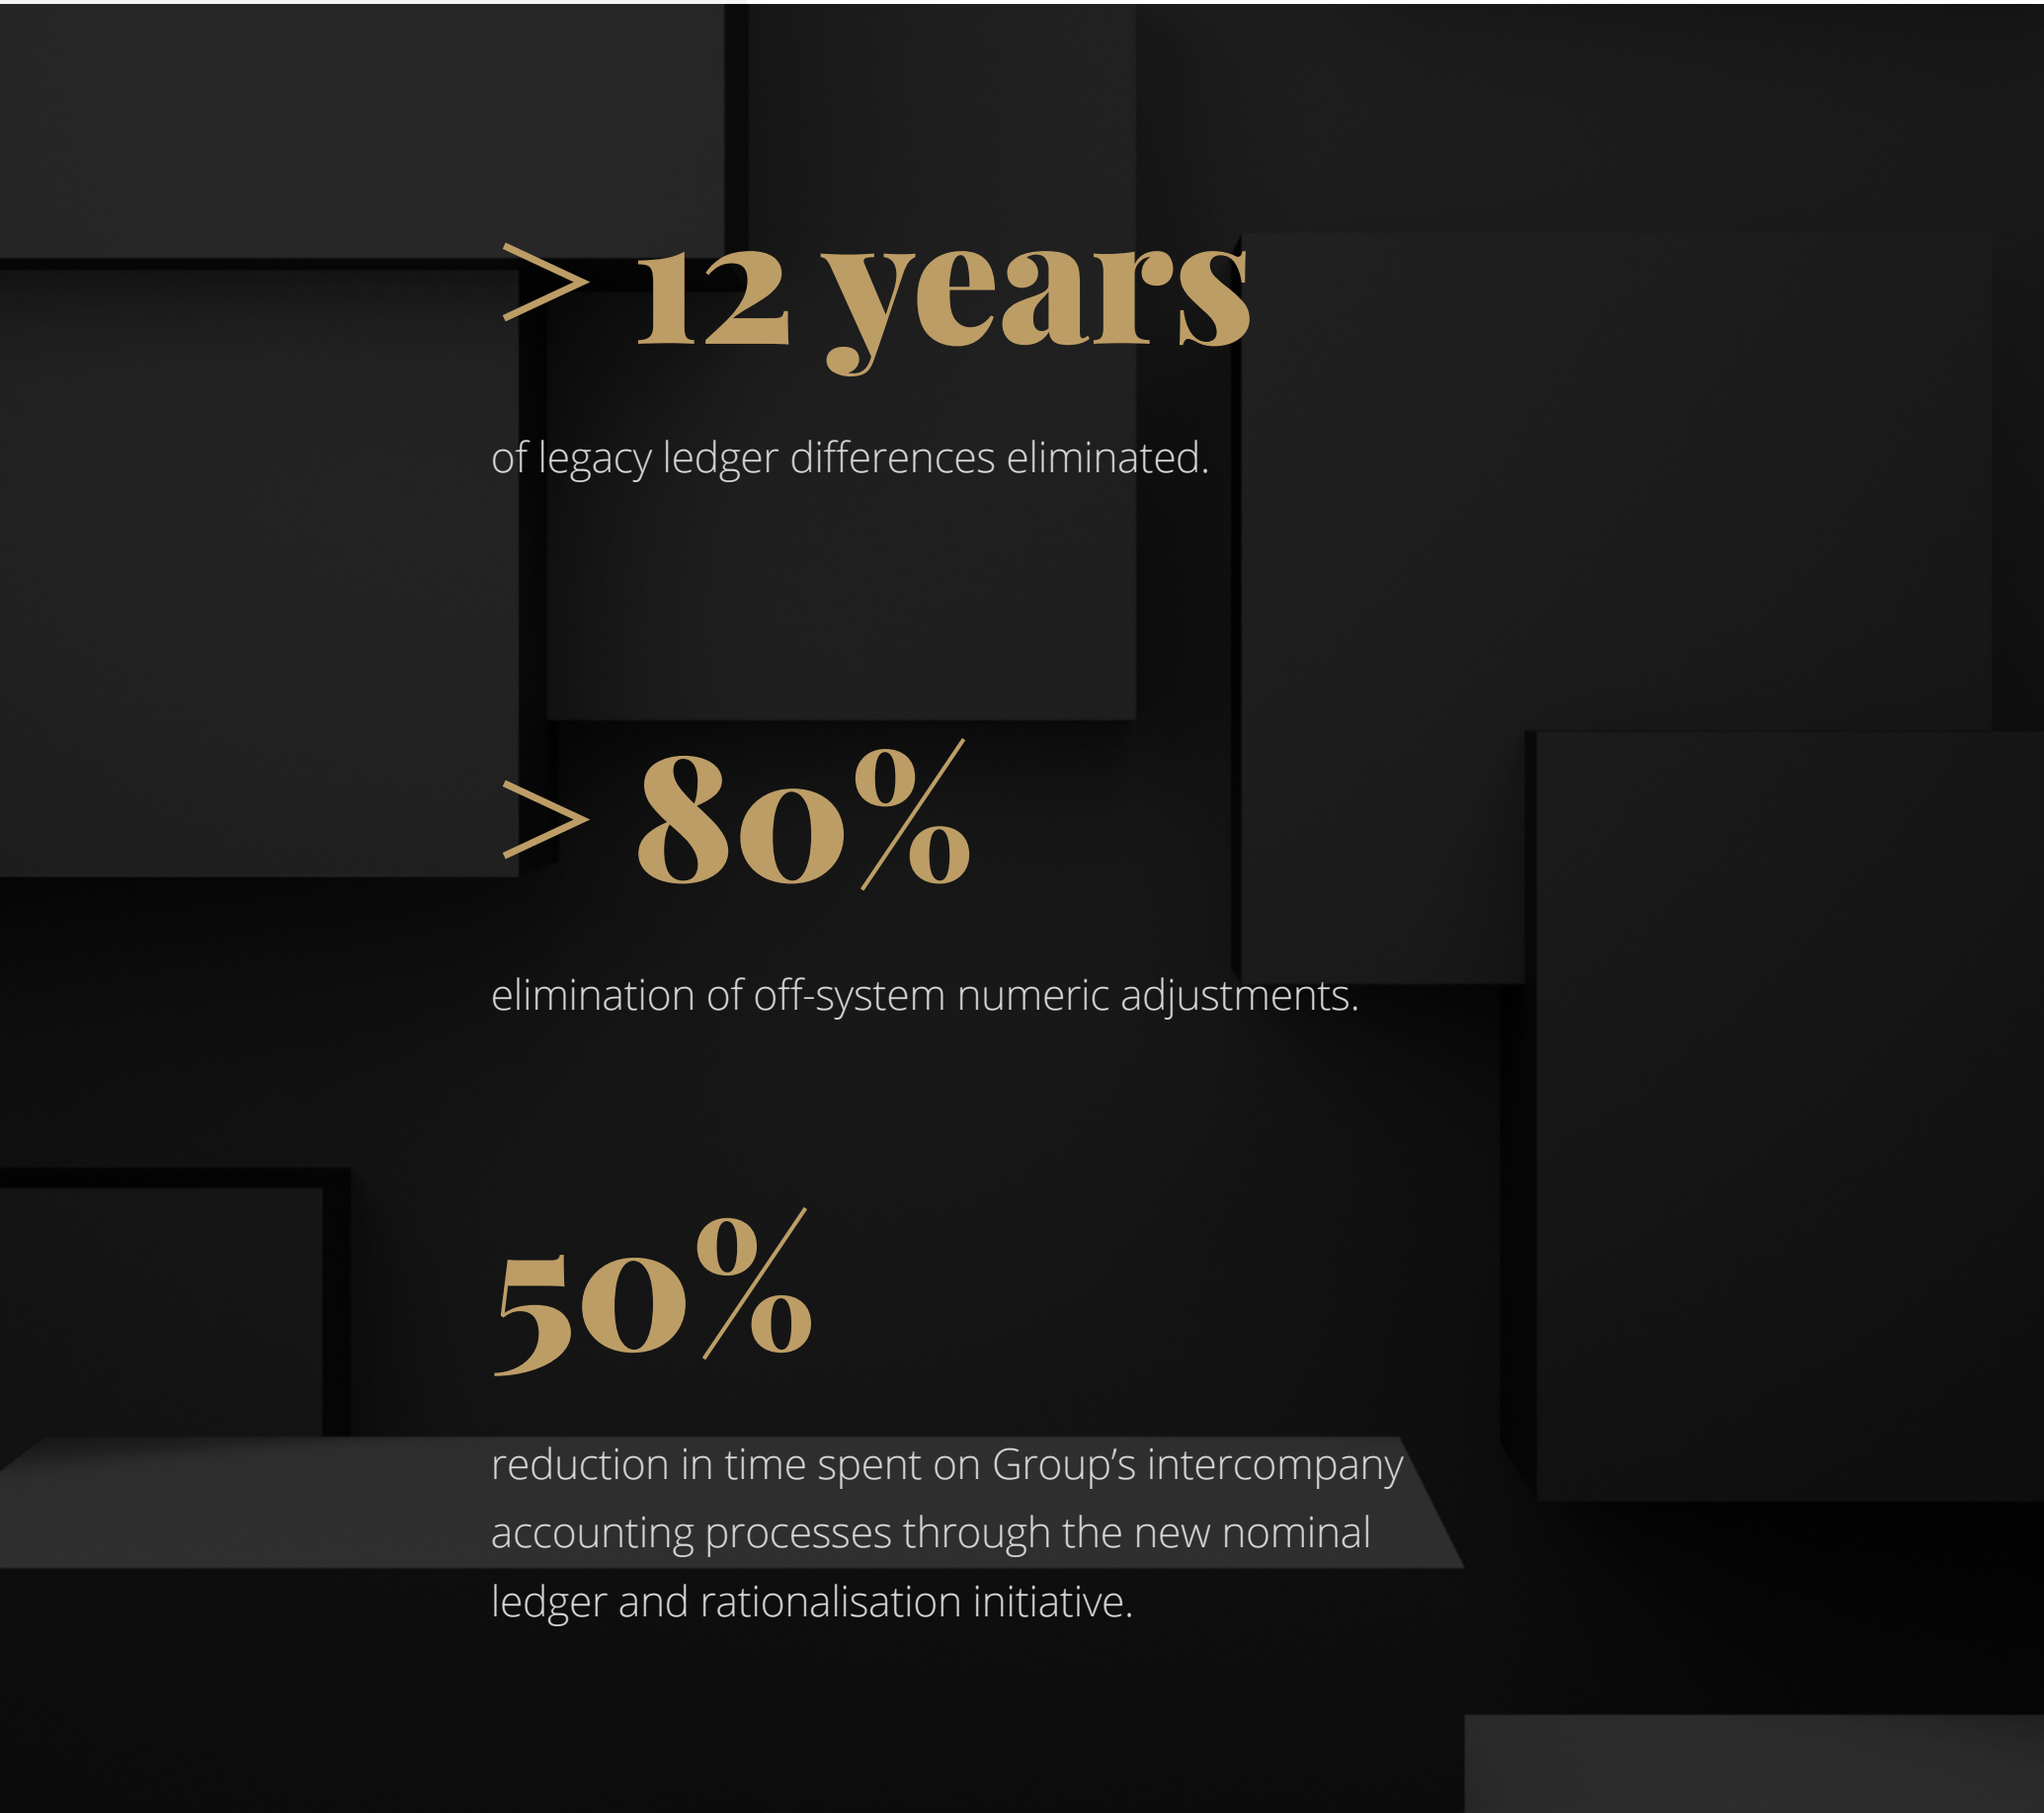 > 12 years
of legacy ledger differences eliminated.
> 80%
elimination of off-system numeric adjustments.
50%
reduction in time spent on Group’s intercompany
accounting processes through the new nominal
ledger and rationalisation initiative.